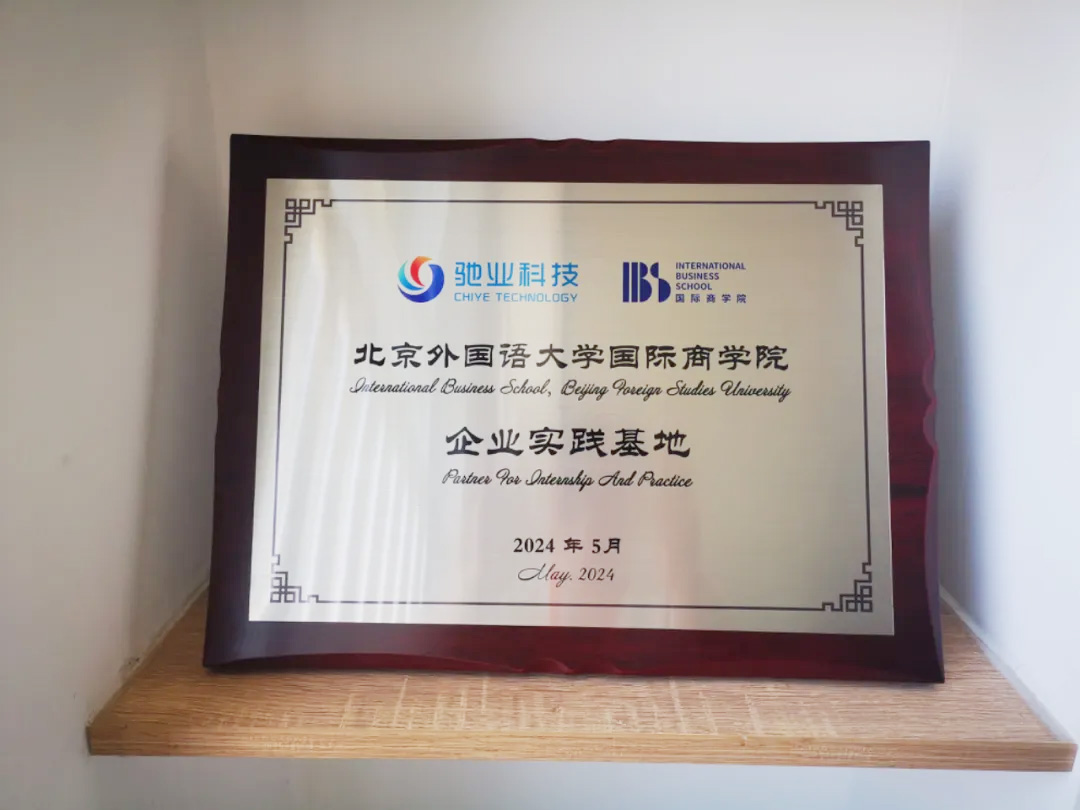 驰业科技
CHIYE TECHNOLOGY
IBS
INTERNATIONAL
BUSINESS
SCHOOL
国际商学院
北京外国语大学国际商学院
International Business School, Beijing Foreign Studies University
企业实践基地
Partner For Internship And Practice
2024 年 5月
May. 2024